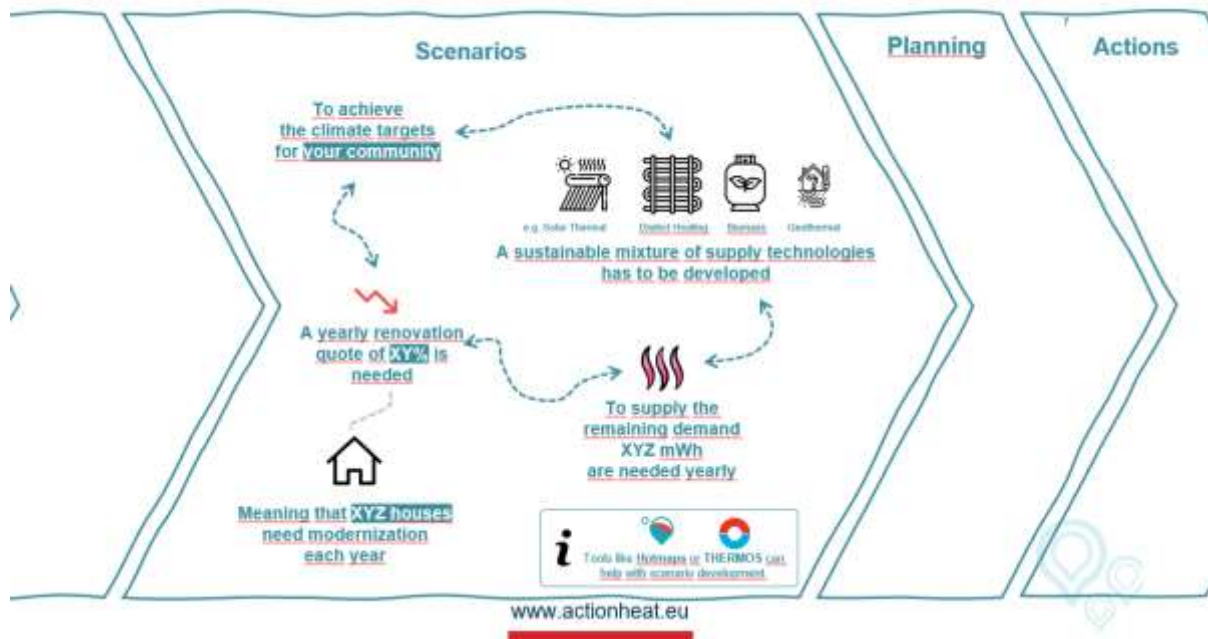 Scenarios
Planning
Actions
To achieve
the climate targets
for your community
e.g. Solar Thermal
District Heating
Biomass
Geothermal
A sustainable mixture of supply technologies
has to be developed
A yearly renovation
quote of XY% is
needed
To supply the
remaining demand
XYZ mWh
are needed yearly
Meaning that XYZ houses
need modernization
each year
i
Tools like Hotmaps or THERMOS can
help with scenario development.
www.actionheat.eu